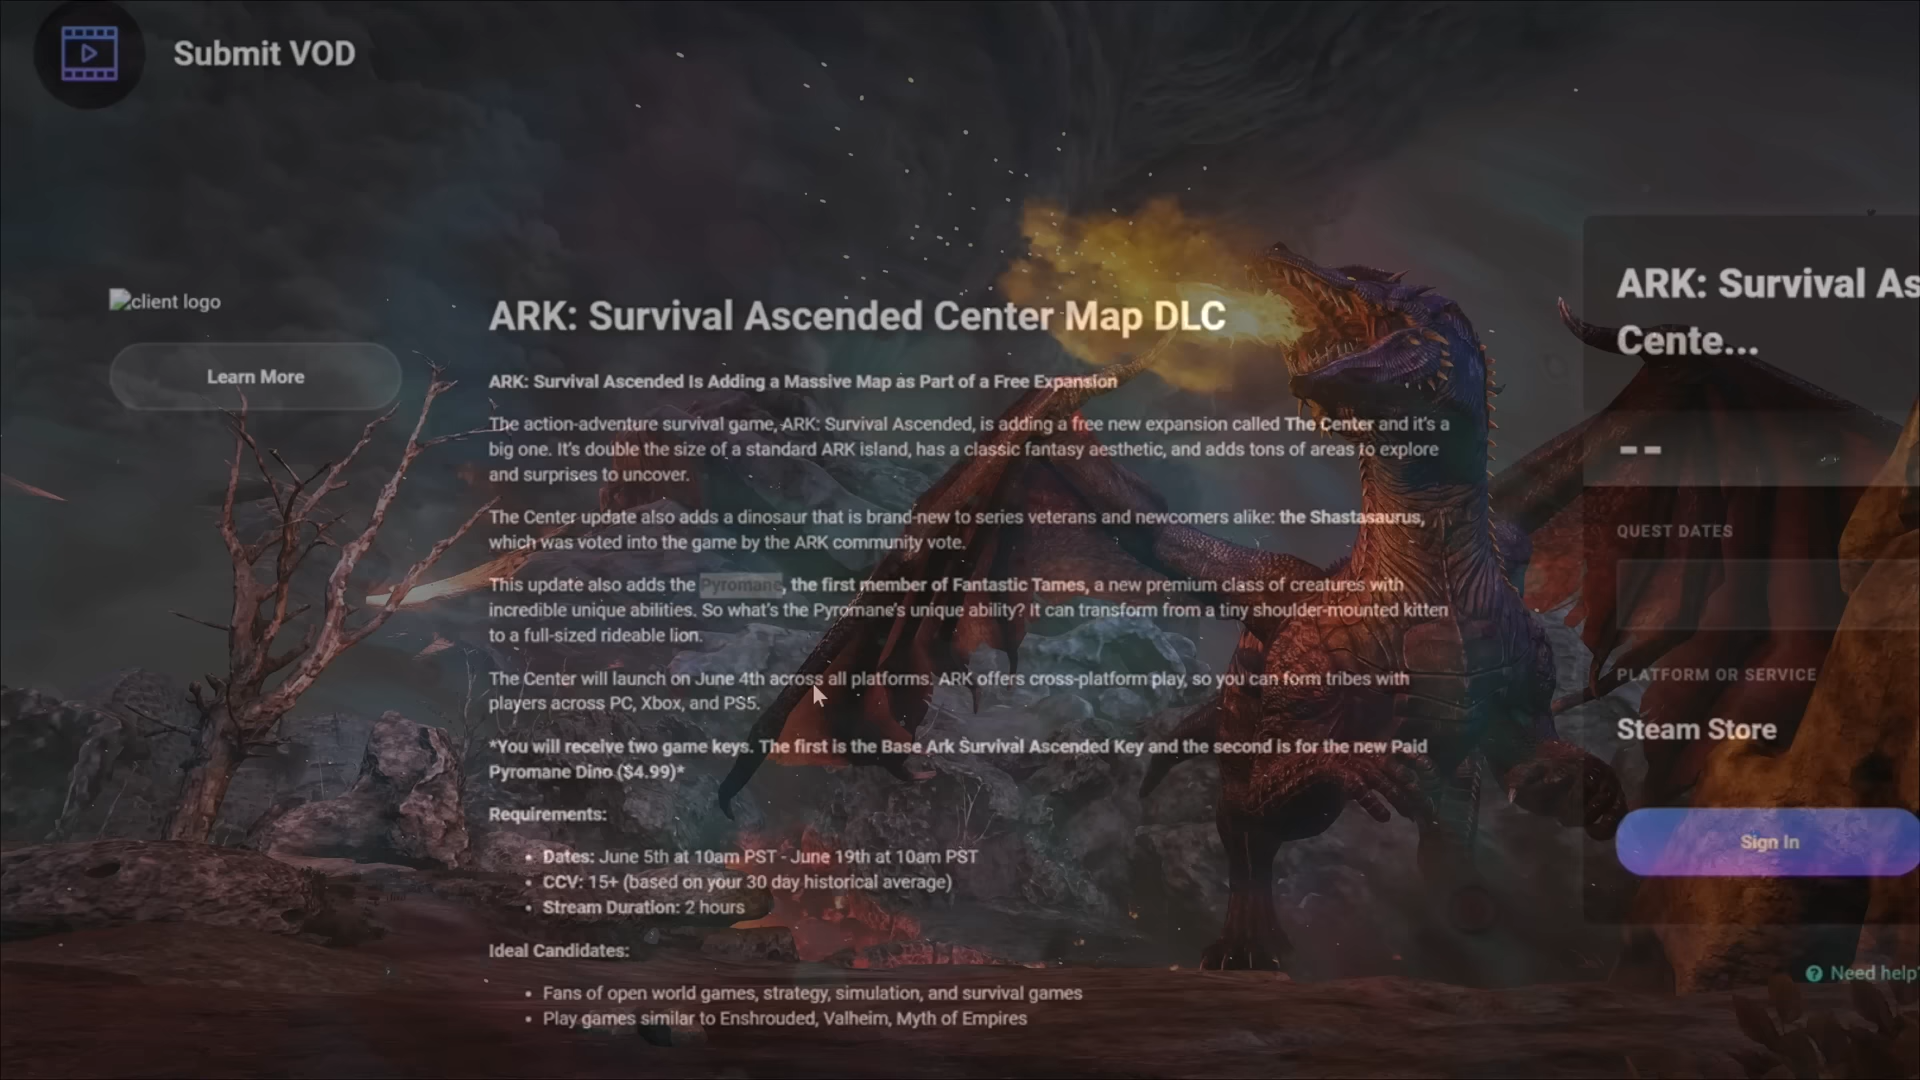 Submit VOD
client logo
Learn More
ARK: Survival Ascended Center Map DLC
ARK: Survival Ascended Is Adding a Massive Map as Part of a Free Expansion
The action-adventure survival game, ARK: Survival Ascended, is adding a free new expansion called The Center and it's a
big one. It's double the size of a standard ARK island, has a classic fantasy aesthetic, and adds tons of areas to explore
and surprises to uncover.
The Center update also adds a dinosaur that is brand-new to series veterans and newcomers alike: the Shastasaurus,
which was voted into the game by the ARK community vote.
This update also adds the Pyromane, the first member of Fantastic Tames, a new premium class of creatures with
incredible unique abilities. So what's the Pyromane's unique ability? It can transform from a tiny shoulder-mounted kitten
to a full-sized rideable lion.
The Center will launch on June 4th across all platforms. ARK offers cross-platform play, so you can form tribes with
players across PC, Xbox, and PS5.
*You will receive two game keys. The first is the Base Ark Survival Ascended Key and the second is for the new Paid
Pyromane Dino ($4.99)*
Requirements:
• Dates: June 5th at 10am PST - June 19th at 10am PST
• CCV: 15+ (based on your 30 day historical average)
• Stream Duration: 2 hours
Ideal Candidates:
• Fans of open world games, strategy, simulation, and survival games
• Play games similar to Enshrouded, Valheim, Myth of Empires
ARK: Survival As
Cente...
--
QUEST DATES
PLATFORM OR SERVICE
Steam Store
Sign In
Need help?